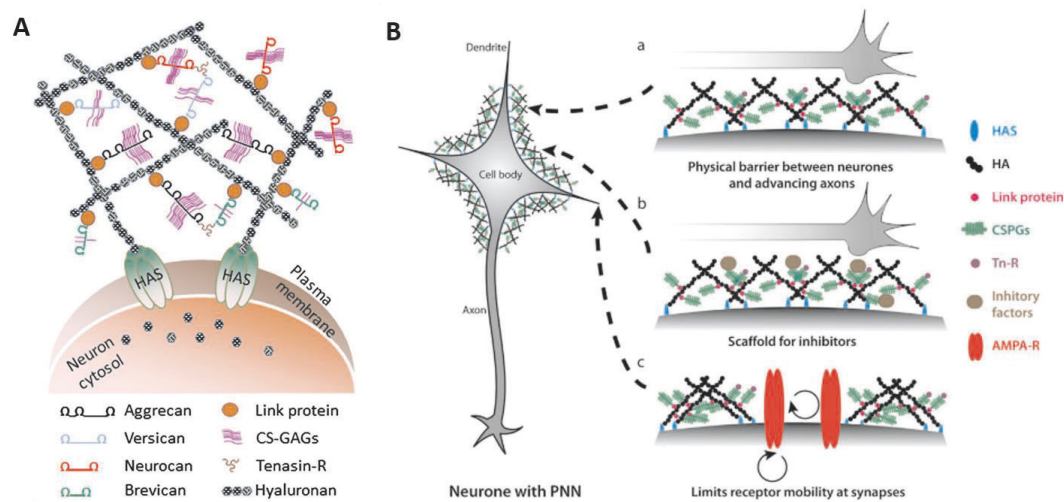 A
HAS
HAS
Plasma
membrane
Neuron
cytosol
Aggrecan
Versican
Neurocan
Brevican
Link protein
CS-GAGs
Tenasin-R
Hyaluronan
B
Dendrite
Cell body
Axon
Neurone with PNN
a
Physical barrier between neurones
and advancing axons
b
Scaffold for inhibitors
c
Limits receptor mobility at synapses
HAS
HA
Link protein
CSPGs
Tn-R
Inhitory
factors
AMPA-R